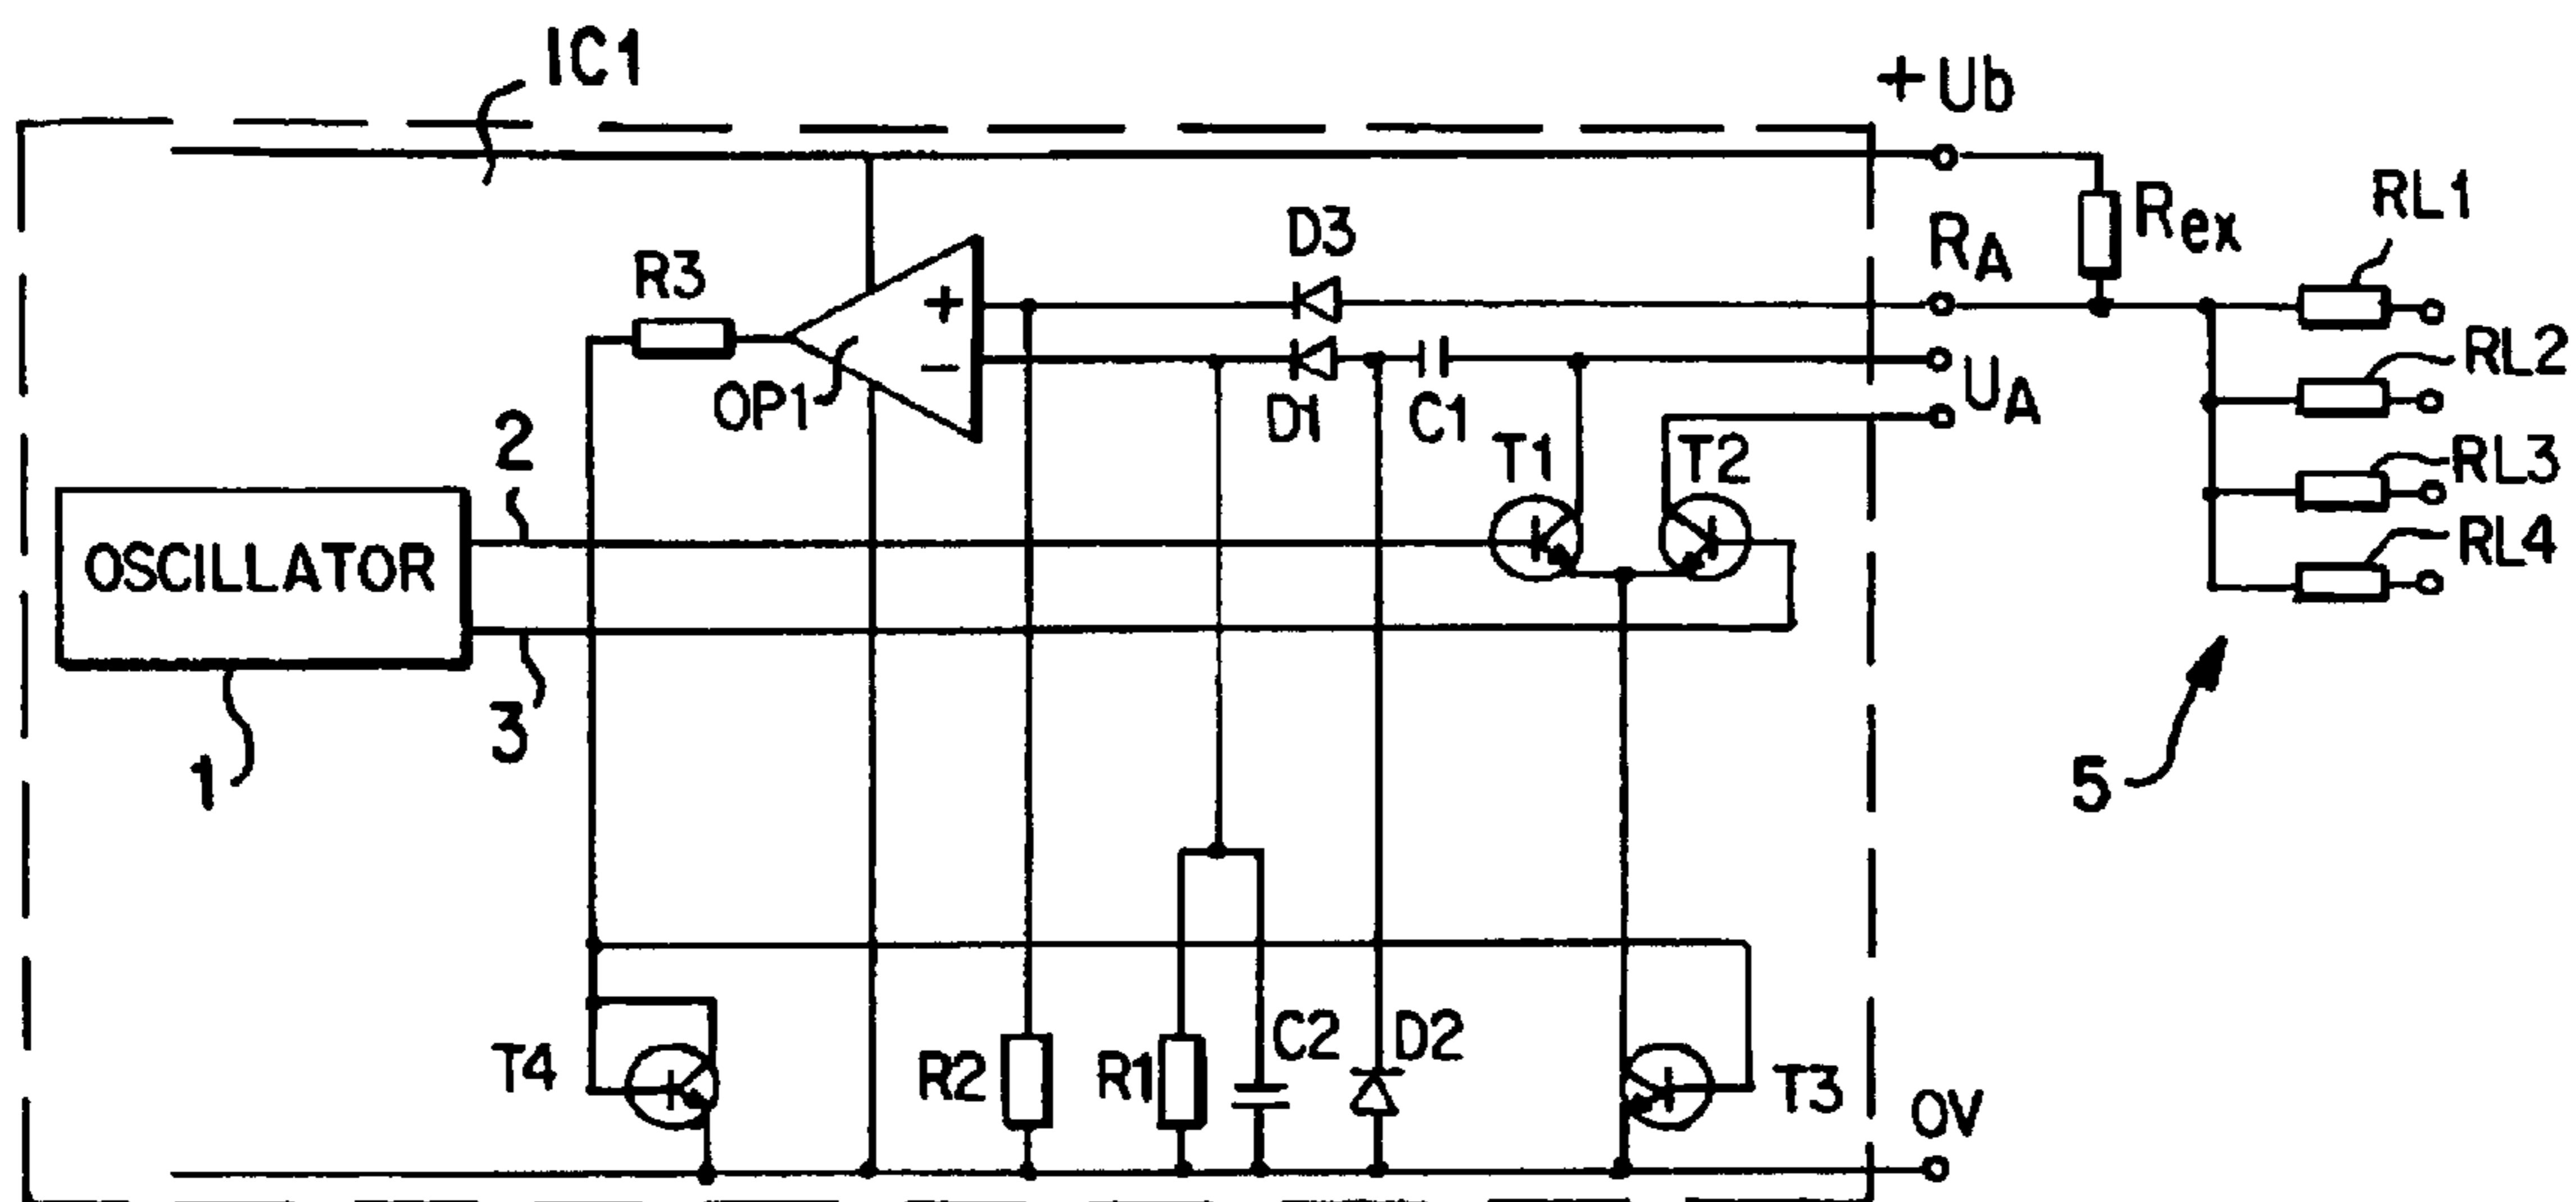 IC1
+Ub
RL1
Rex
D3
RA
R3
+
RL2
−
OP1
D1
C1
UA
2
T1
T2
RL3
OSCILLATOR
RL4
3
1
5
C2
D2
T4
R2
R1
T3
0V